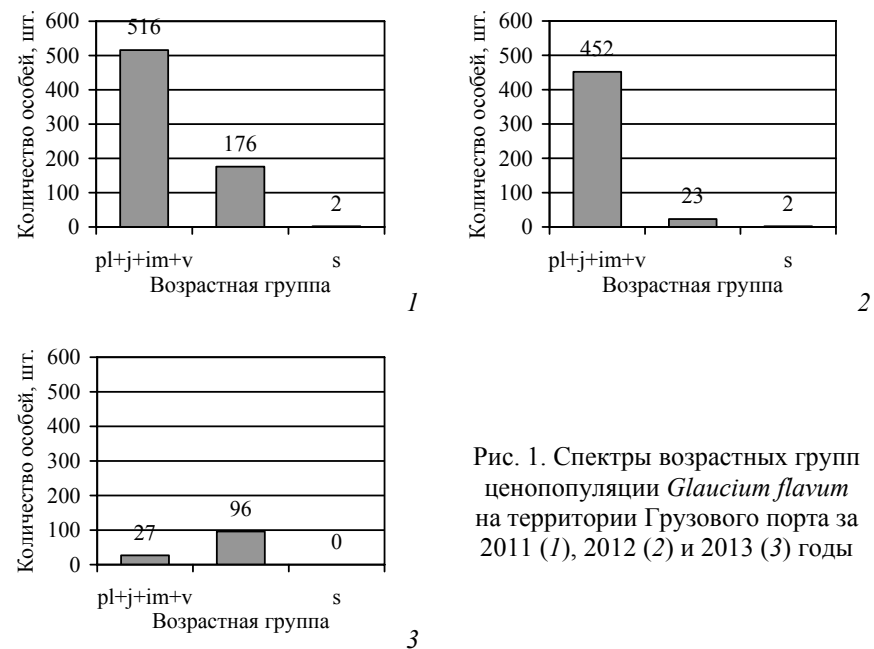 Количество особей, шт.
600
500
400
300
200
100
0
516
176
2
pl+j+im+v s
Возрастная группа
1
Количество особей, шт.
600
500
400
300
200
100
0
452
23
2
pl+j+im+v s
Возрастная группа
2
Количество особей, шт.
600
500
400
300
200
100
0
27
96
0
pl+j+im+v s
Возрастная группа
3
Рис. 1. Спектры возрастных групп
ценопопуляции Glaucium flavum
на территории Грузового порта за
2011 (1), 2012 (2) и 2013 (3) годы